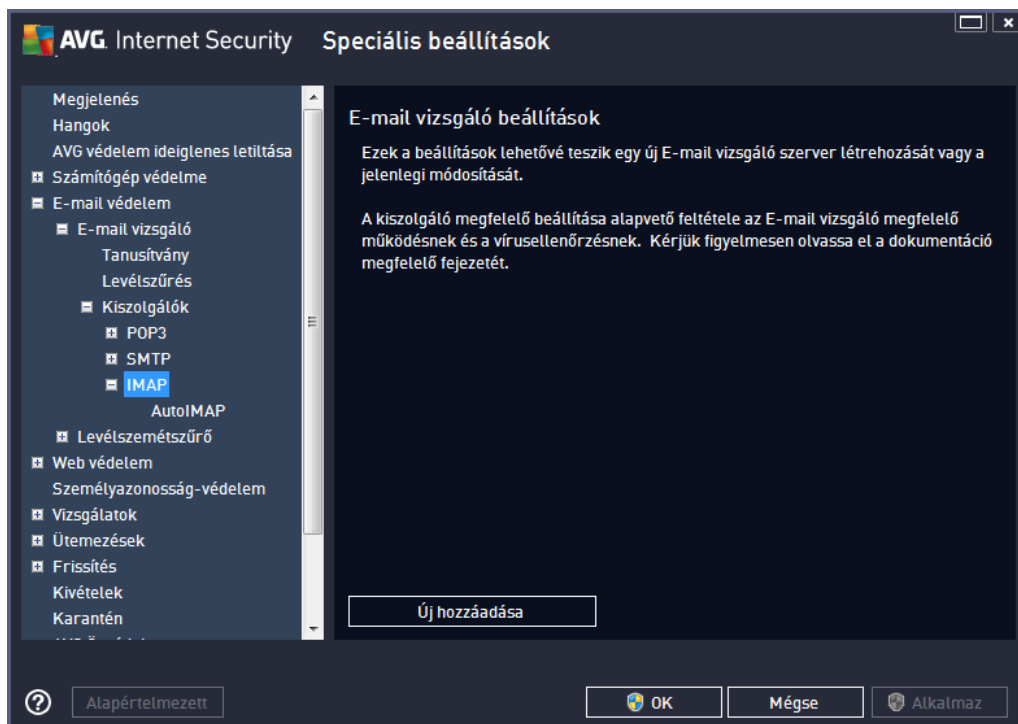 AVG. Internet Security
Speciális beállítások
Megjelenés
Hangok
AVG védelem ideiglenes letiltása
Számítógép védelme
E-mail védelem
E-mail vizsgáló
Tanusítvány
Levélszűrés
Kiszolgálók
POP3
SMTP
IMAP
AutoIMAP
Levélszemétszűrő
Web védelem
Személyazonosság-védelem
Vizsgálatok
Ütemezések
Frissítés
Kivételek
Karantén
E-mail vizsgáló beállítások
Ezek a beállítások lehetővé teszik egy új E-mail vizsgáló szerver létrehozását vagy a
jelenlegi módosítását.
A kiszolgáló megfelelő beállítása alapvető feltétele az E-mail vizsgáló megfelelő
működésnek és a vírusellenőrzésnek. Kérjük figyelmesen olvassa el a dokumentáció
megfelelő fejezetét.
Új hozzáadása
Alapértelmezett
OK
Mégse
Alkalmaz